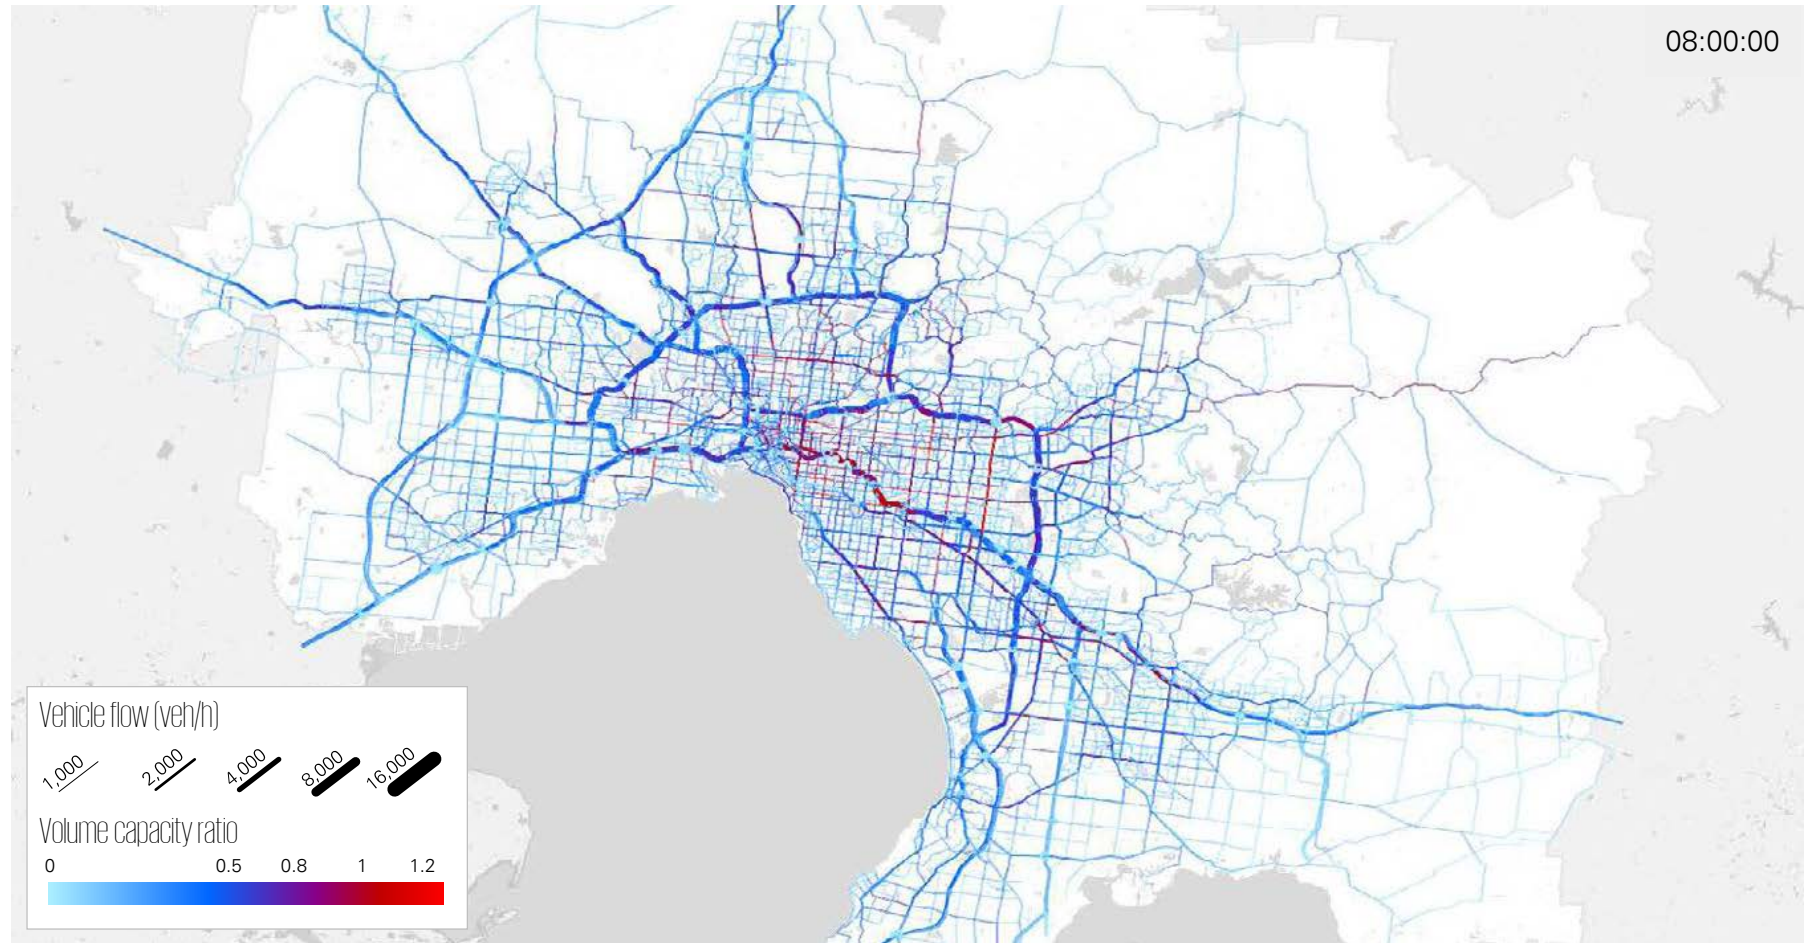 08:00:00
Vehicle flow (veh/h)
1,000 2,000 4,000 8,000 16,000
Volume capacity ratio
0 0.5 0.8 1 1.2